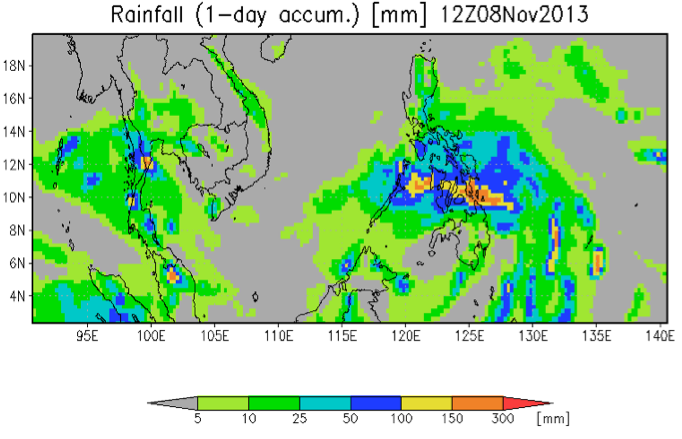 Rainfall (1-day accum.) [mm] 12Z08Nov2013
18N
16N
14N
12N
10N
8N
6N
4N
95E 100E 105E 110E 115E 120E 125E 130E 135E 140E
5 10 25 50 100 150 300 [mm]